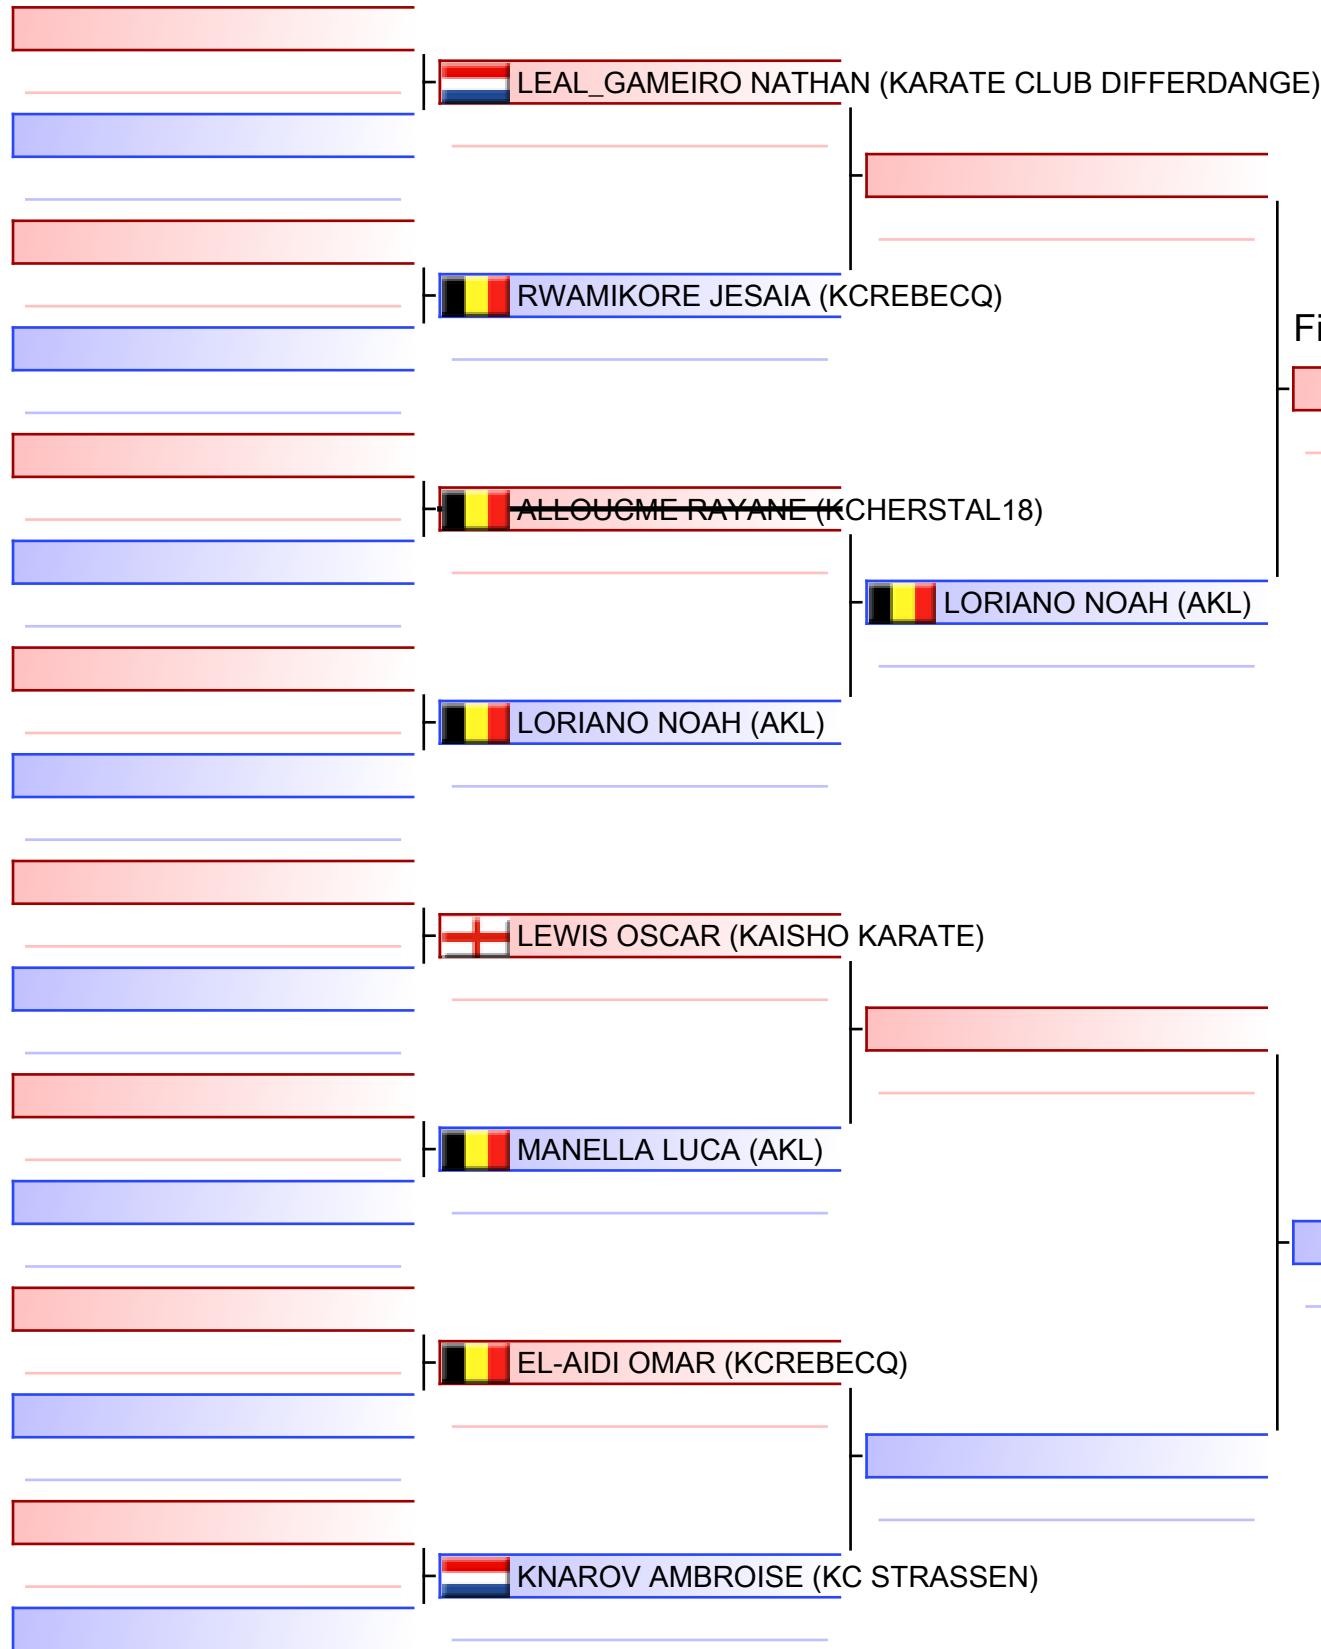 LEAL_GAMEIRO NATHAN (KARATE CLUB DIFFERDANGE)
RWAMIKORE JESAIA (KCREBECQ)
Fi
ALLOUCME RAYANE (KCHERSTAL18)
LORIANO NOAH (AKL)
LORIANO NOAH (AKL)
LEWIS OSCAR (KAISHO KARATE)
MANELLA LUCA (AKL)
EL-AIDI OMAR (KCREBECQ)
KNAROV AMBROISE (KC STRASSEN)